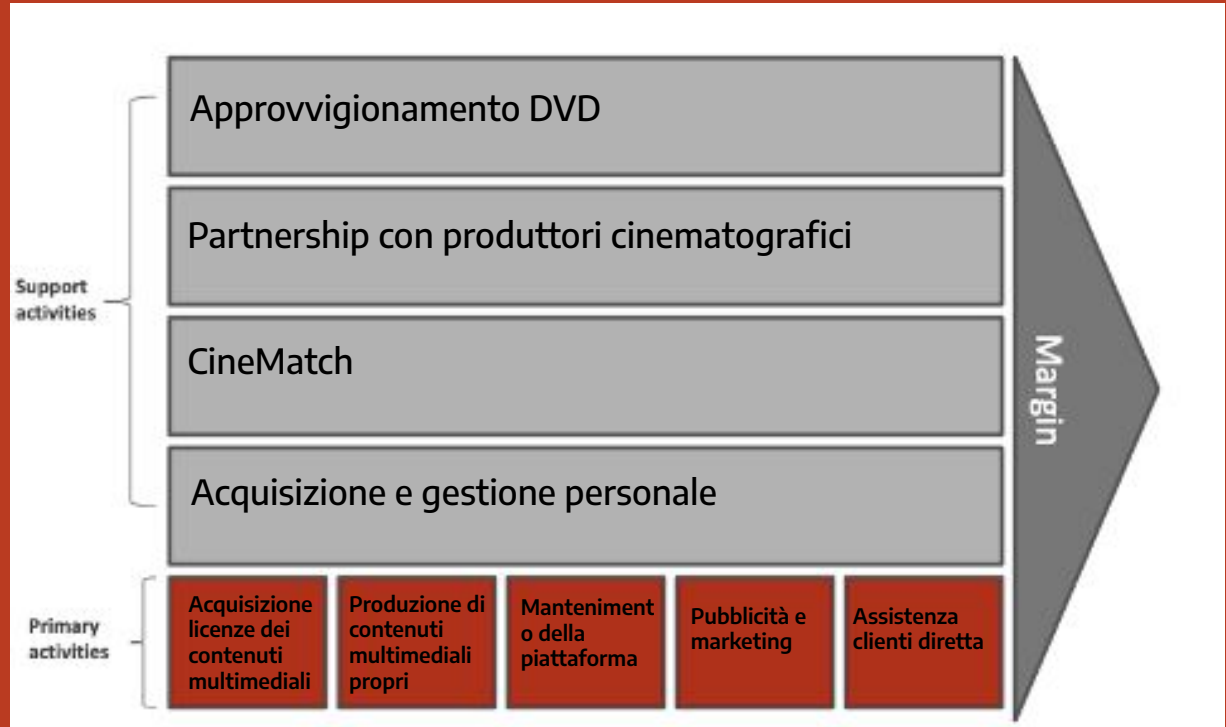 Approvvigionamento DVD
Partnership con produttori cinematografici
Support
activities
CineMatch
Margin
Acquisizione e gestione personale
Primary
activities
Acquisizione
licenze dei
contenuti
multimediali
Produzione di
contenuti
multimediali
propri
Manteniment
o della
piattaforma
Pubblicità e
marketing
Assistenza
clienti diretta